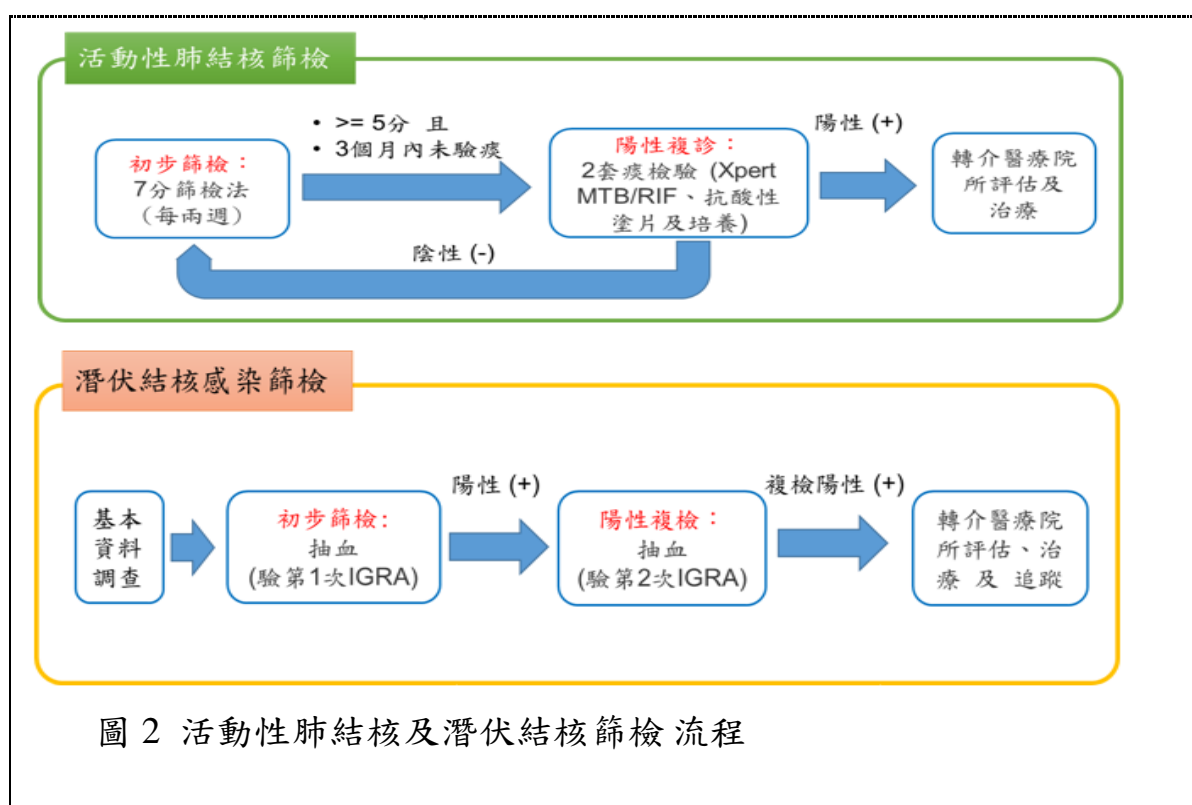 活動性肺結核篩檢
初步篩檢：
7分篩檢法
（每兩週）
• >= 5分 且
• 3個月內未驗痰
陽性複診：
2套痰檢驗 (Xpert
MTB/RIF、抗酸性
塗片及培養)
陽性 (+)
轉介醫療院
所評估及
治療
陰性 (-)
潛伏結核感染篩檢
基本
資料
調查
初步篩檢:
抽血
(驗第1次IGRA)
陽性 (+)
陽性複檢：
抽血
(驗第2次IGRA)
複檢陽性 (+)
轉介醫療院
所評估、治
療 及 追蹤
圖 2 活動性肺結核及潛伏結核篩檢 流程